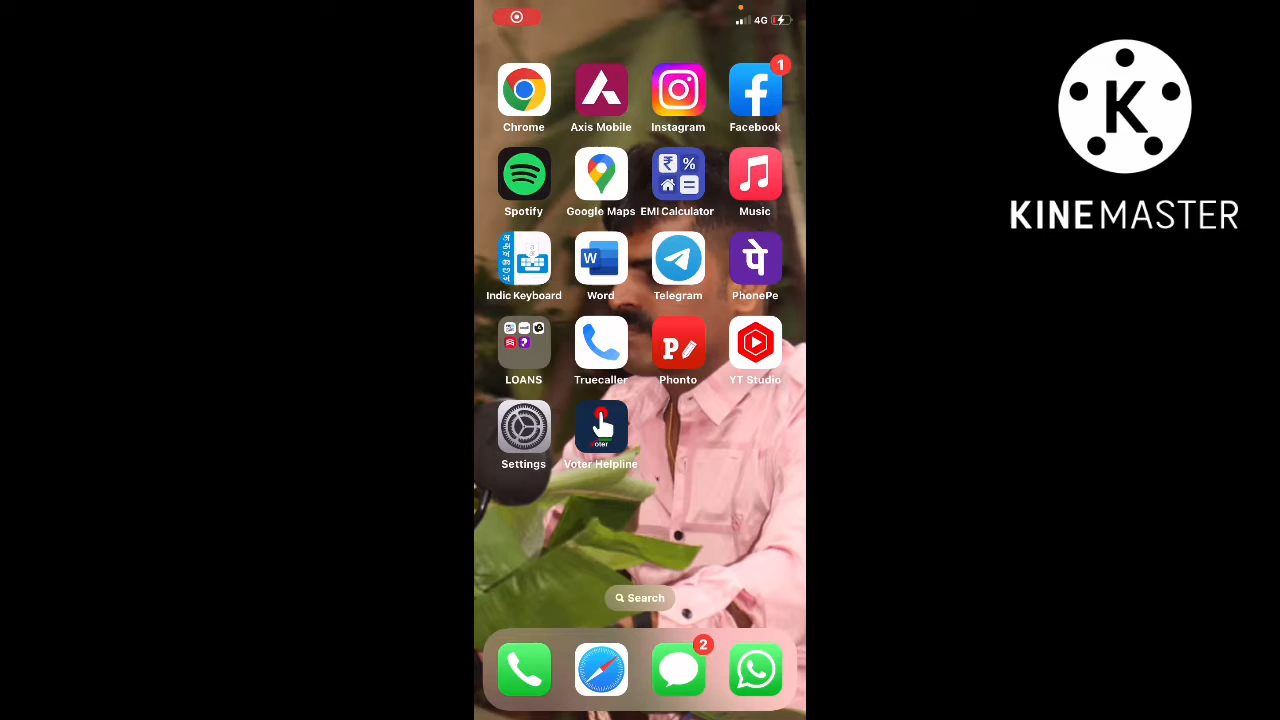 4G
1
Chrome
Axis Mobile
Instagram
Facebook
₹ %
Spotify
Google Maps
EMI Calculator
Music
W
पे
Indic Keyboard
Word
Telegram
PhonePe
P
LOANS
Truecaller
Phonto
YT Studio
Settings
Voter Helpline
Search
2
K
KINEMASTER